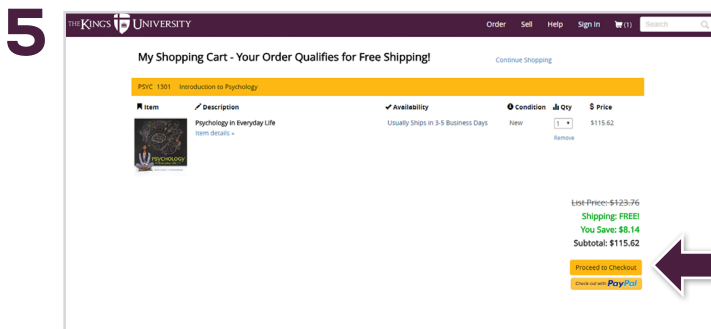 5
THE KING'S UNIVERSITY
Order Sell Help Sign In (1) Search
My Shopping Cart - Your Order Qualifies for Free Shipping!
Continue Shopping
PSYC 1301 Introduction to Psychology
Item Description Availability Condition Qty $ Price
Psychology in Everyday Life Usually Ships in 3-5 Business Days New 1 $115.62
Item details »
Remove
PSYCHOLOGY
List Price: $123.76
Shipping: FREE!
You Save: $8.14
Subtotal: $115.62
Proceed to Checkout
Check out with PayPal